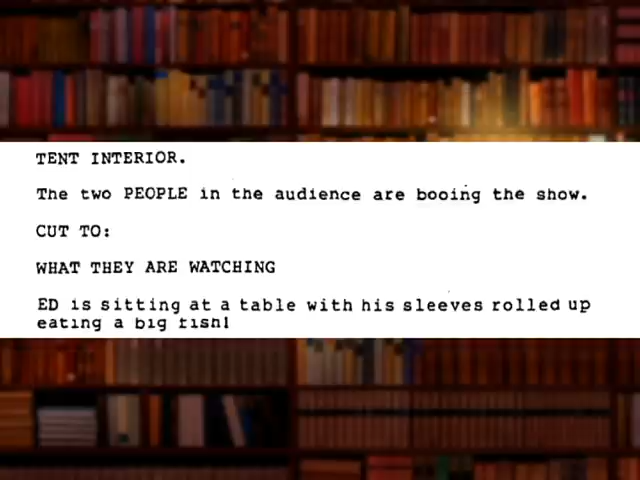 TENT INTERIOR.
The two PEOPLE in the audience are booing the show.
CUT TO:
WHAT THEY ARE WATCHING
ED is sitting at a table with his sleeves rolled up
eating a big fish!